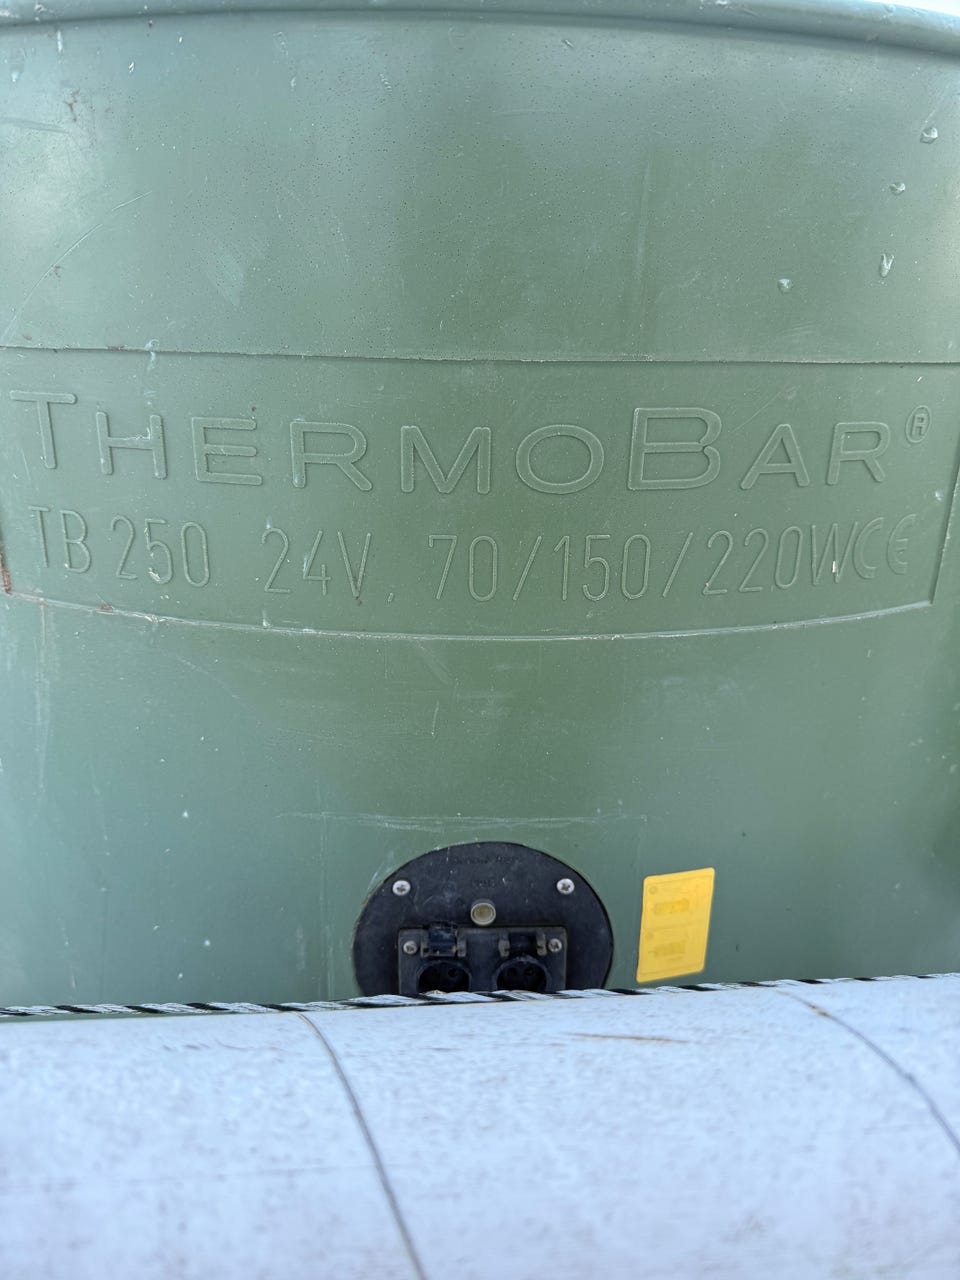 THERMOBAR®
TB 250 24V, 70/150/220W CE